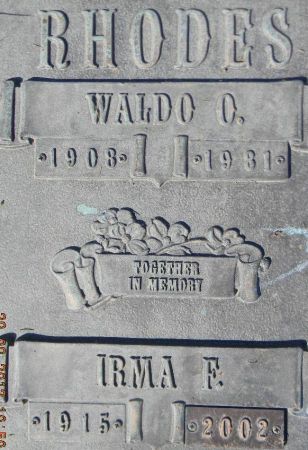 RHODES
WALDO O.
·1908· ·1981·
TOGETHER
IN MEMORY
IRMA F.
·1915· ·2002·